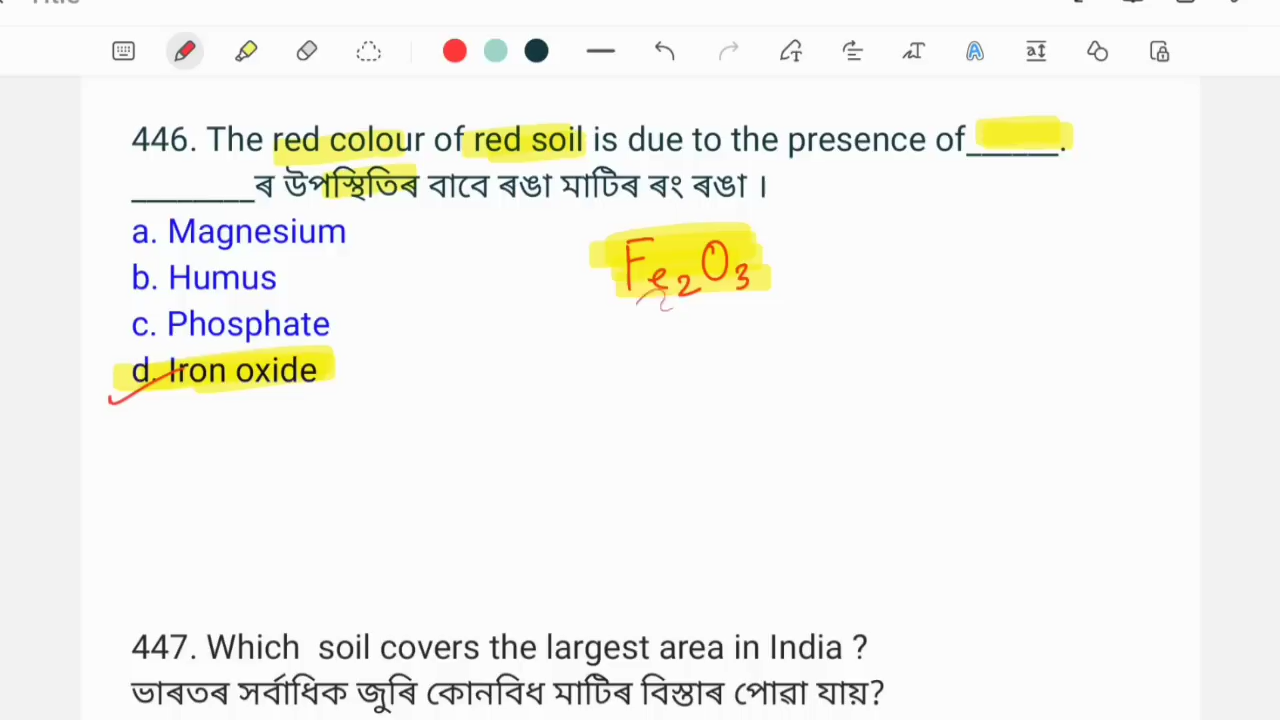 446. The red colour of red soil is due to the presence of______.
________ৰ উপস্থিতিৰ বাবে ৰঙা মাটিৰ ৰং ৰঙা ।
a. Magnesium
b. Humus
Fe₂O₃
c. Phosphate
d. Iron oxide
447. Which soil covers the largest area in India ?
ভাৰতৰ সৰ্বাধিক জুৰি কোনবিধ মাটিৰ বিস্তাৰ পোৱা যায়?